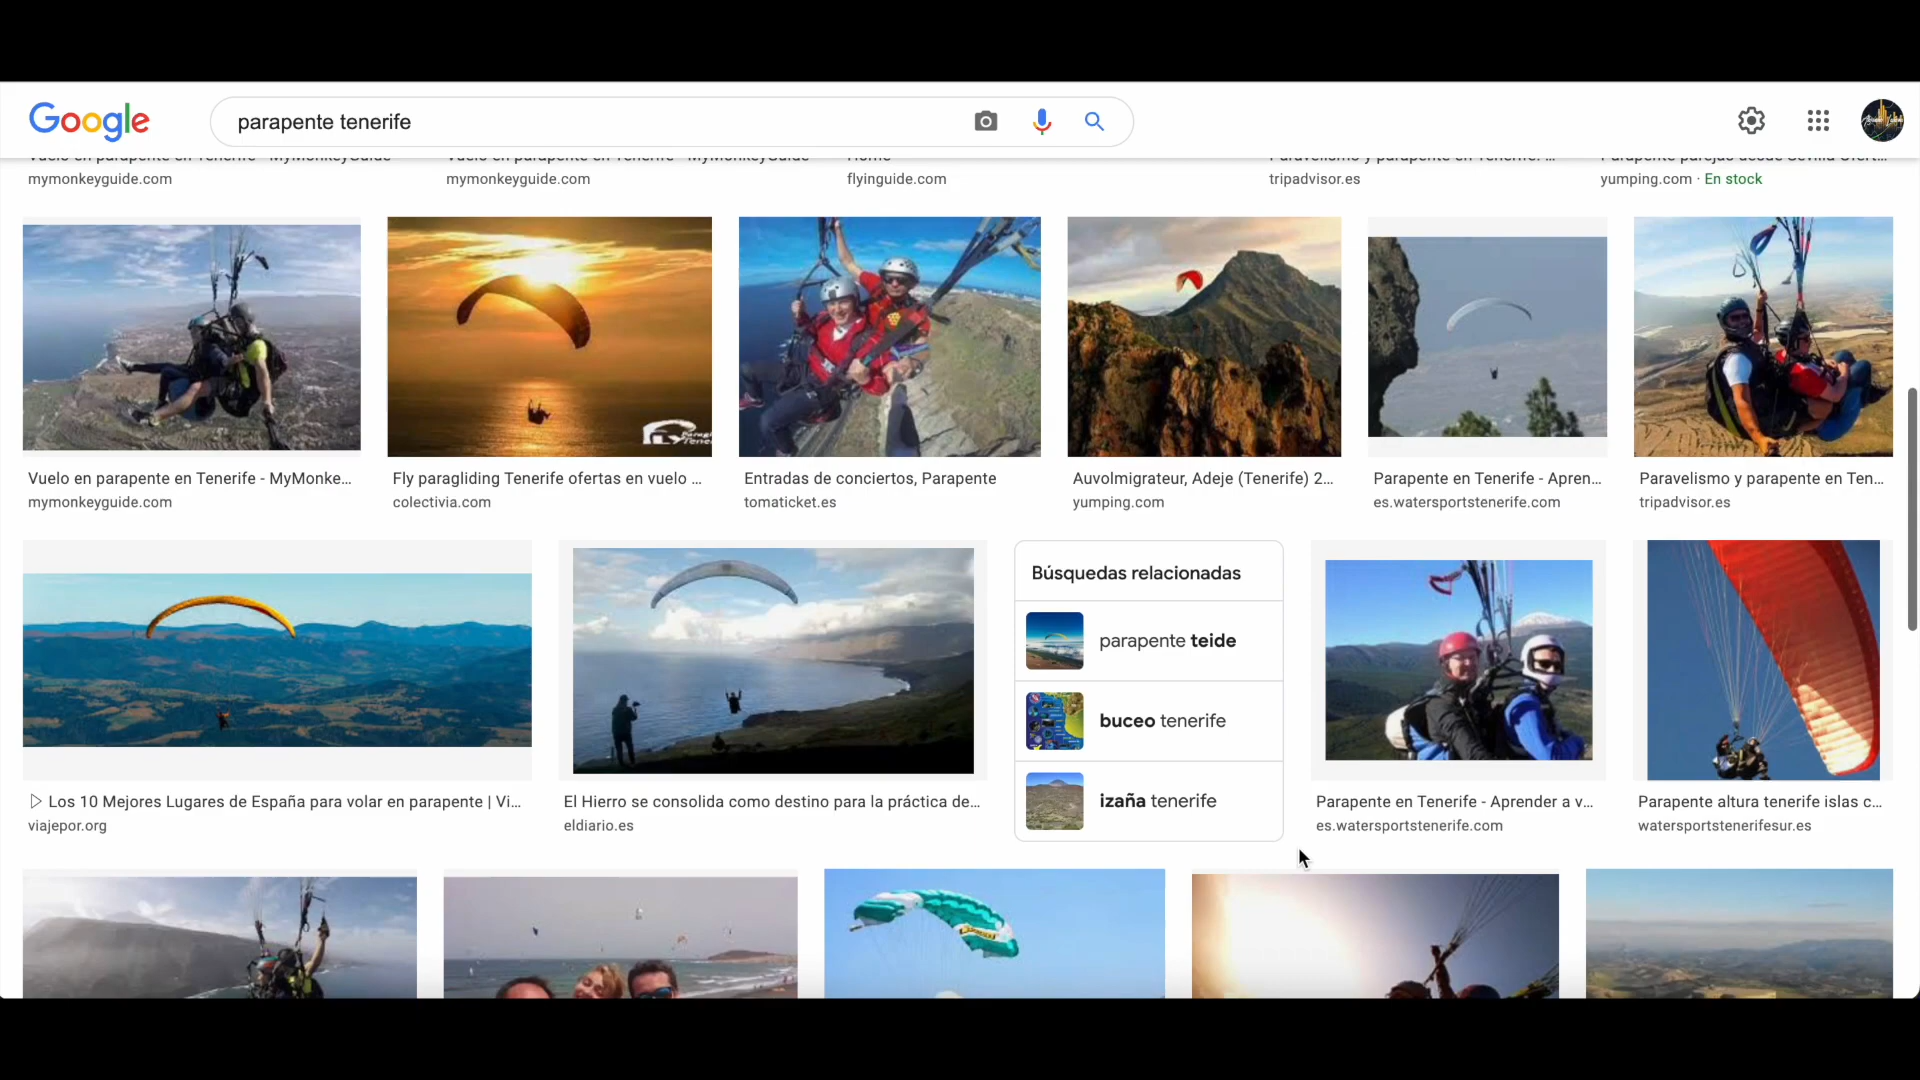 Google
parapente tenerife
mymonkeyguide.com
mymonkeyguide.com
flyinguide.com
tripadvisor.es
yumping.com · En stock
Vuelo en parapente en Tenerife - MyMonke...
mymonkeyguide.com
Fly paragliding Tenerife ofertas en vuelo ...
colectivia.com
Entradas de conciertos, Parapente
tomaticket.es
Auvolmigrateur, Adeje (Tenerife) 2...
yumping.com
Parapente en Tenerife - Apren...
es.watersportstenerife.com
Paravelismo y parapente en Ten...
tripadvisor.es
Los 10 Mejores Lugares de España para volar en parapente | Vi...
viajepor.org
El Hierro se consolida como destino para la práctica de...
eldiario.es
Búsquedas relacionadas
parapente teide
buceo tenerife
izaña tenerife
Parapente en Tenerife - Aprender a v...
es.watersportstenerife.com
Parapente altura tenerife islas c...
watersportstenerifesur.es